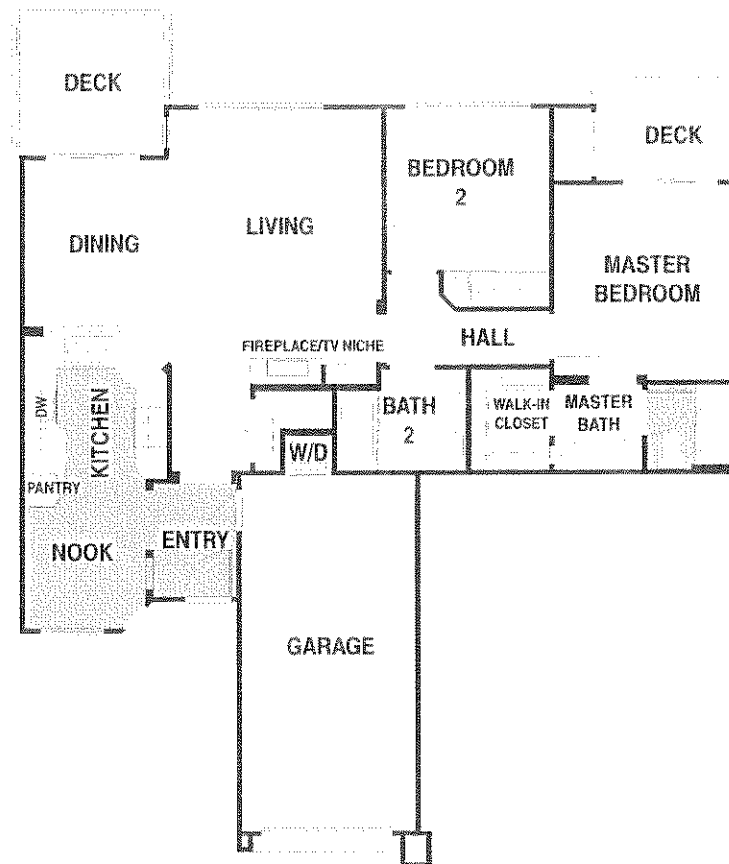 DECK
DECK
BEDROOM
2
LIVING
DINING
MASTER
BEDROOM
HALL
FIREPLACE/TV NICHE
DW
KITCHEN
BATH
2
WALK-IN
CLOSET
MASTER
BATH
W/D
PANTRY
NOOK
ENTRY
GARAGE